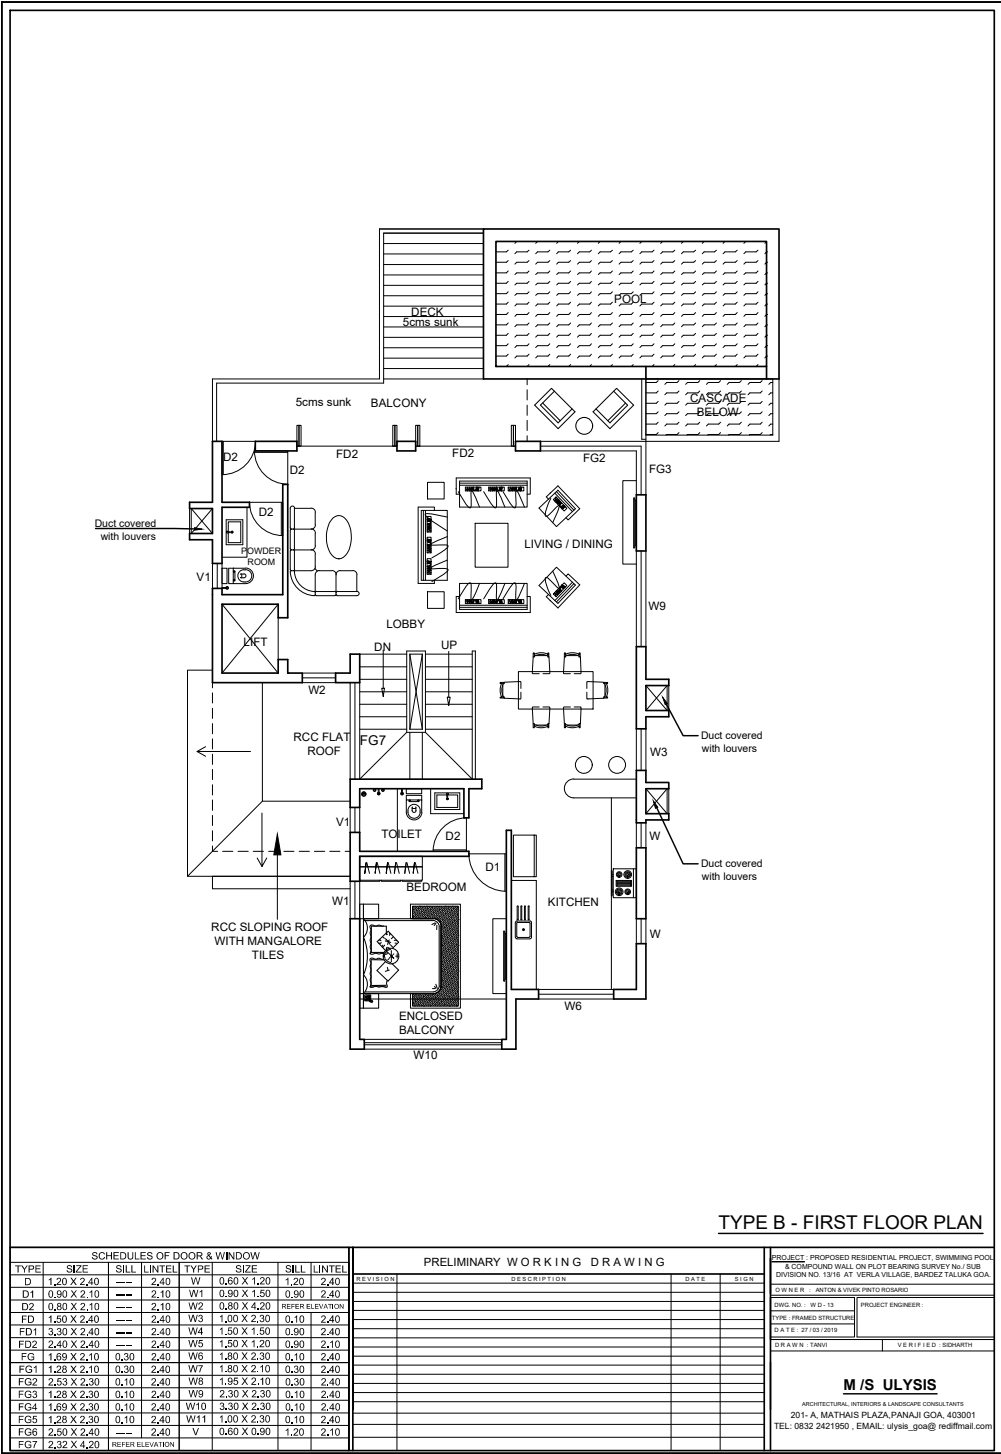 POOL
DECK
5cms sunk
CASCADE
BELOW
5cms sunk
BALCONY
D2
D2
FD2
FD2
FG2
FG3
D2
Duct covered
with louvers
POWDER
ROOM
V1
LIVING / DINING
W9
LOBBY
LIFT
DN
UP
W2
RCC FLAT
ROOF
FG7
Duct covered
with louvers
W3
V1
TOILET
D2
W
D1
Duct covered
with louvers
BEDROOM
W1
KITCHEN
RCC SLOPING ROOF
WITH MANGALORE
TILES
W
W6
ENCLOSED
BALCONY
W10
TYPE B - FIRST FLOOR PLAN
SCHEDULES OF DOOR & WINDOW
TYPE SIZE SILL LINTEL TYPE SIZE SILL LINTEL
D 1.20 X 2.40 --- 2.40 W 0.60 X 1.20 1.20 2.40
D1 0.90 X 2.10 --- 2.10 W1 0.90 X 1.50 0.90 2.40
D2 0.80 X 2.10 --- 2.10 W2 0.80 X 4.20 REFER ELEVATION
FD 1.50 X 2.40 --- 2.40 W3 1.00 X 2.30 0.10 2.40
FD1 3.30 X 2.40 --- 2.40 W4 1.50 X 1.50 0.90 2.40
FD2 2.40 X 2.40 --- 2.40 W5 1.50 X 1.20 0.90 2.10
FG 1.69 X 2.10 0.30 2.40 W6 1.80 X 2.30 0.10 2.40
FG1 1.28 X 2.10 0.30 2.40 W7 1.80 X 2.10 0.30 2.40
FG2 2.53 X 2.30 0.10 2.40 W8 1.95 X 2.10 0.30 2.40
FG3 1.28 X 2.30 0.10 2.40 W9 2.30 X 2.30 0.10 2.40
FG4 1.69 X 2.30 0.10 2.40 W10 3.30 X 2.30 0.10 2.40
FG5 1.28 X 2.30 0.10 2.40 W11 1.00 X 2.30 0.10 2.40
FG6 2.50 X 2.40 --- 2.40 V 0.60 X 0.90 1.20 2.10
FG7 2.32 X 4.20 REFER ELEVATION
PRELIMINARY WORKING DRAWING
REVISION DESCRIPTION DATE SIGN
PROJECT : PROPOSED RESIDENTIAL PROJECT, SWIMMING POOL
& COMPOUND WALL ON PLOT BEARING SURVEY No./ SUB
DIVISION NO. 13/16 AT VERLA VILLAGE, BARDEZ TALUKA GOA.
OWNER : ANTON & VIVEK PINTO ROSARIO
DWG. NO. : W D - 13
PROJECT ENGINEER :
TYPE : FRAMED STRUCTURE
DATE : 27 / 03 / 2019
DRAWN : TANVI
VERIFIED : SIDHARTH
M /S ULYSIS
ARCHITECTURAL, INTERIORS & LANDSCAPE CONSULTANTS
201- A, MATHAIS PLAZA,PANAJI GOA, 403001
TEL: 0832 2421950 , EMAIL: ulysis_goa@ rediffmail.com